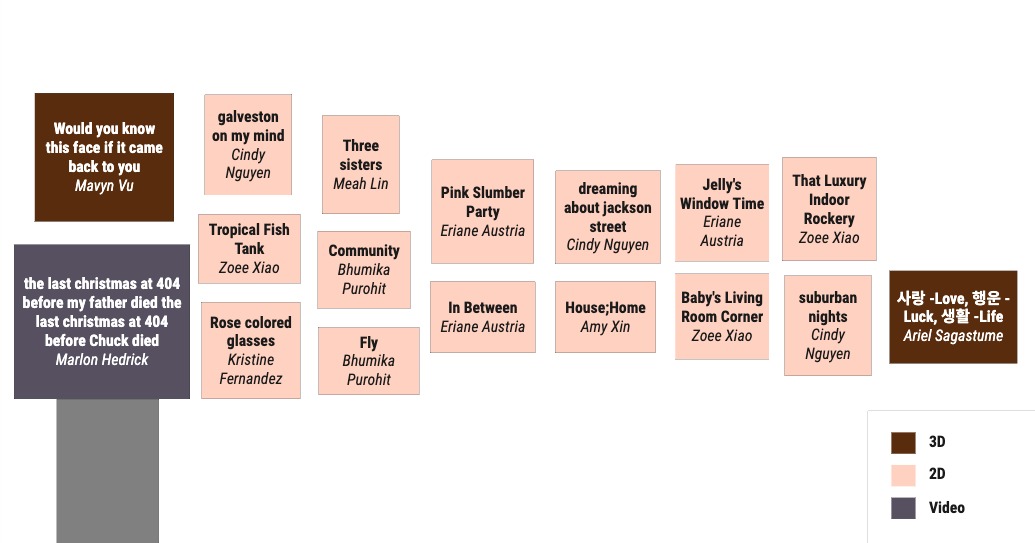 Would you know
this face if it came
back to you
Mavyn Vu
the last christmas at 404
before my father died the
last christmas at 404
before Chuck died
Marlon Hedrick
galveston
on my mind
Cindy
Nguyen
Tropical Fish
Tank
Zoee Xiao
Rose colored
glasses
Kristine
Fernandez
Three
sisters
Meah Lin
Community
Bhumika
Purohit
Fly
Bhumika
Purohit
Pink Slumber
Party
Eriane Austria
In Between
Eriane Austria
dreaming
about jackson
street
Cindy Nguyen
House;Home
Amy Xin
Jelly's
Window Time
Eriane
Austria
Baby's Living
Room Corner
Zoee Xiao
That Luxury
Indoor
Rockery
Zoee Xiao
suburban
nights
Cindy
Nguyen
사랑 -Love, 행운 -
Luck, 생활 -Life
Ariel Sagastume
3D
2D
Video